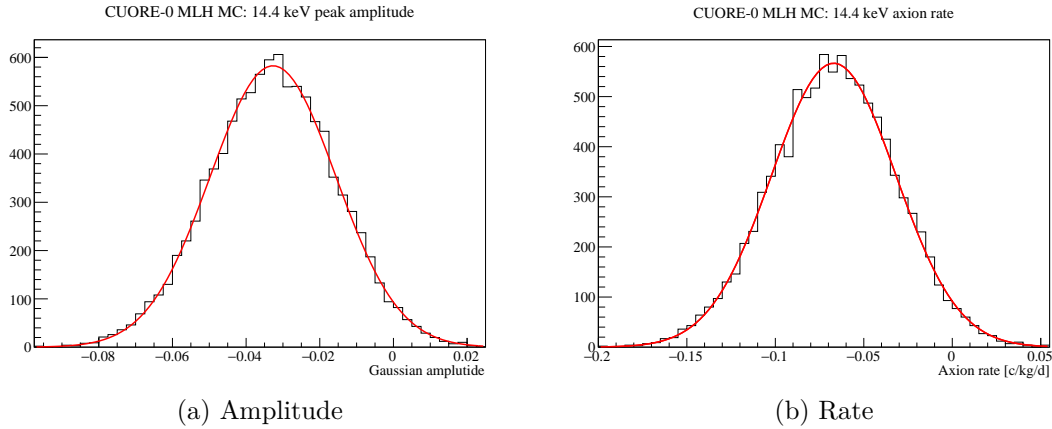 CUORE-0 MLH MC: 14.4 keV peak amplitude
600
500
400
300
200
100
0
−0.08 −0.06 −0.04 −0.02 0 0.02
Gaussian amplutide
(a) Amplitude
CUORE-0 MLH MC: 14.4 keV axion rate
600
500
400
300
200
100
0
−0.2 −0.15 −0.1 −0.05 0 0.05
Axion rate [c/kg/d]
(b) Rate